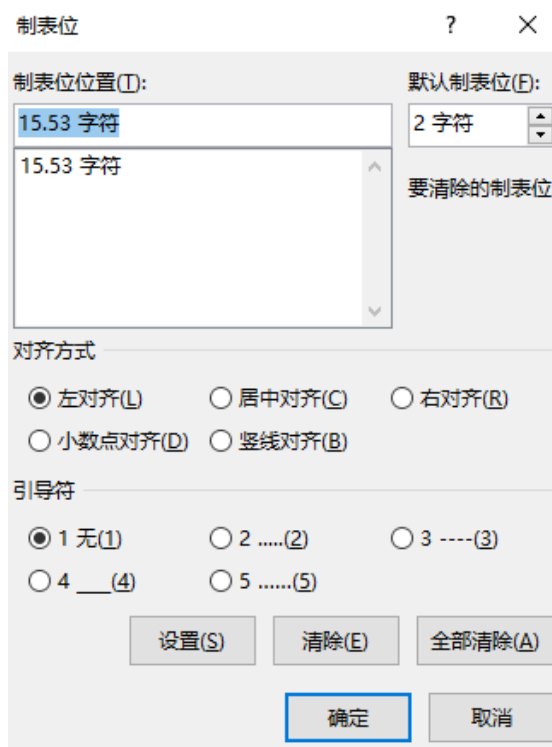 制表位 ?
制表位位置(T): 默认制表位(F):
15.53 字符 2 字符
15.53 字符
要清除的制表位
对齐方式
左对齐(L) 居中对齐(C) 右对齐(R)
小数点对齐(D) 竖线对齐(B)
引导符
1 无(1) 2 .....(2) 3 ----(3)
4 ___(4) 5 ......(5)
设置(S) 清除(E) 全部清除(A)
确定 取消